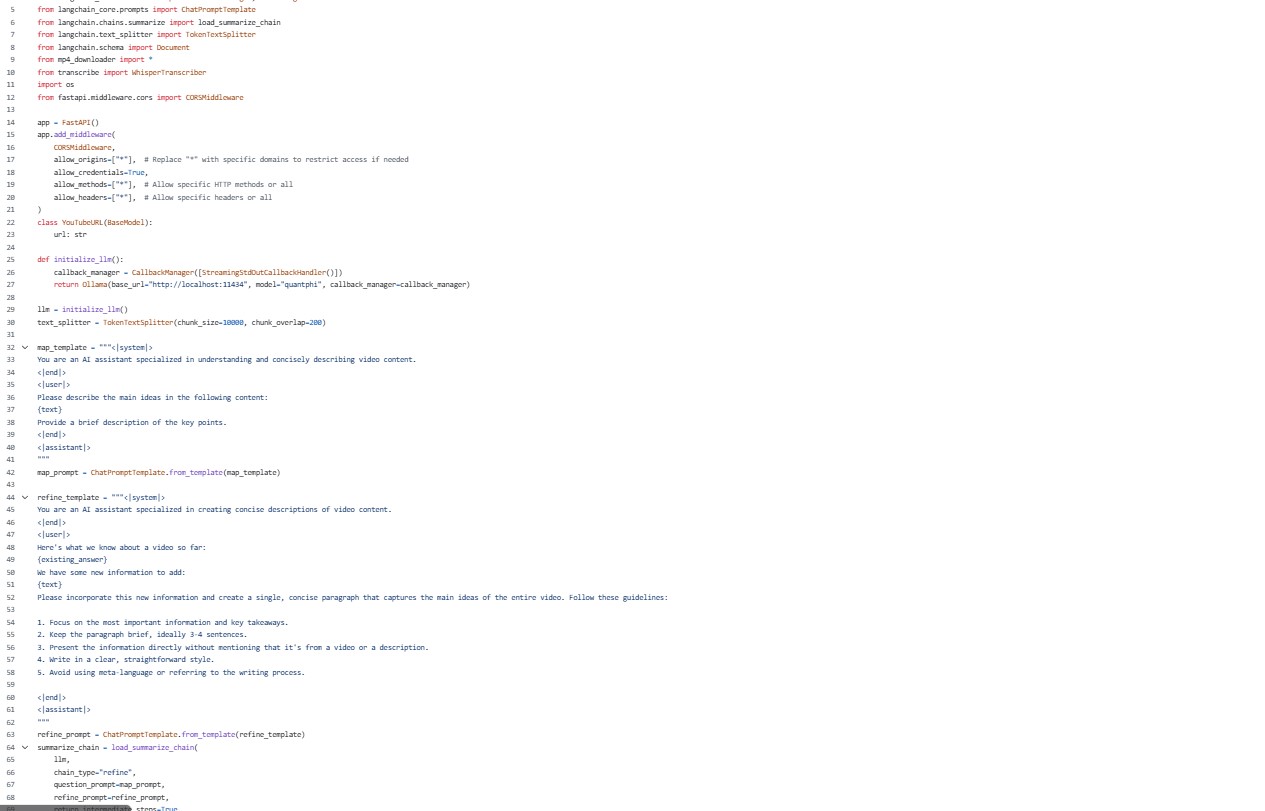 5 from langchain_core.prompts import ChatPromptTemplate
6 from langchain.chains.summarize import load_summarize_chain
7 from langchain.text_splitter import TokenTextSplitter
8 from langchain.schema import Document
9 from mp4_downloader import *
10 from transcribe import WhisperTranscriber
11 import os
12 from fastapi.middleware.cors import CORSMiddleware
13
14 app = FastAPI()
15 app.add_middleware(
16     CORSMiddleware,
17     allow_origins=["*"],  # Replace "*" with specific domains to restrict access if needed
18     allow_credentials=True,
19     allow_methods=["*"],  # Allow specific HTTP methods or all
20     allow_headers=["*"],  # Allow specific headers or all
21 )
22 class YouTubeURL(BaseModel):
23     url: str
24
25 def initialize_llm():
26     callback_manager = CallbackManager([StreamingStdOutCallbackHandler()])
27     return Ollama(base_url="http://localhost:11434", model="quantphi", callback_manager=callback_manager)
28
29 llm = initialize_llm()
30 text_splitter = TokenTextSplitter(chunk_size=10000, chunk_overlap=200)
31
32 map_template = """<|system|>
33 You are an AI assistant specialized in understanding and concisely describing video content.
34 <|end|>
35 <|user|>
36 Please describe the main ideas in the following content:
37 {text}
38 Provide a brief description of the key points.
39 <|end|>
40 <|assistant|>
41 """
42 map_prompt = ChatPromptTemplate.from_template(map_template)
43
44 refine_template = """<|system|>
45 You are an AI assistant specialized in creating concise descriptions of video content.
46 <|end|>
47 <|user|>
48 Here's what we know about a video so far:
49 {existing_answer}
50 We have some new information to add:
51 {text}
52 Please incorporate this new information and create a single, concise paragraph that captures the main ideas of the entire video. Follow these guidelines:
53
54 1. Focus on the most important information and key takeaways.
55 2. Keep the paragraph brief, ideally 3-4 sentences.
56 3. Present the information directly without mentioning that it's from a video or a description.
57 4. Write in a clear, straightforward style.
58 5. Avoid using meta-language or referring to the writing process.
59
60 <|end|>
61 <|assistant|>
62 """
63 refine_prompt = ChatPromptTemplate.from_template(refine_template)
64 summarize_chain = load_summarize_chain(
65     llm,
66     chain_type="refine",
67     question_prompt=map_prompt,
68     refine_prompt=refine_prompt,